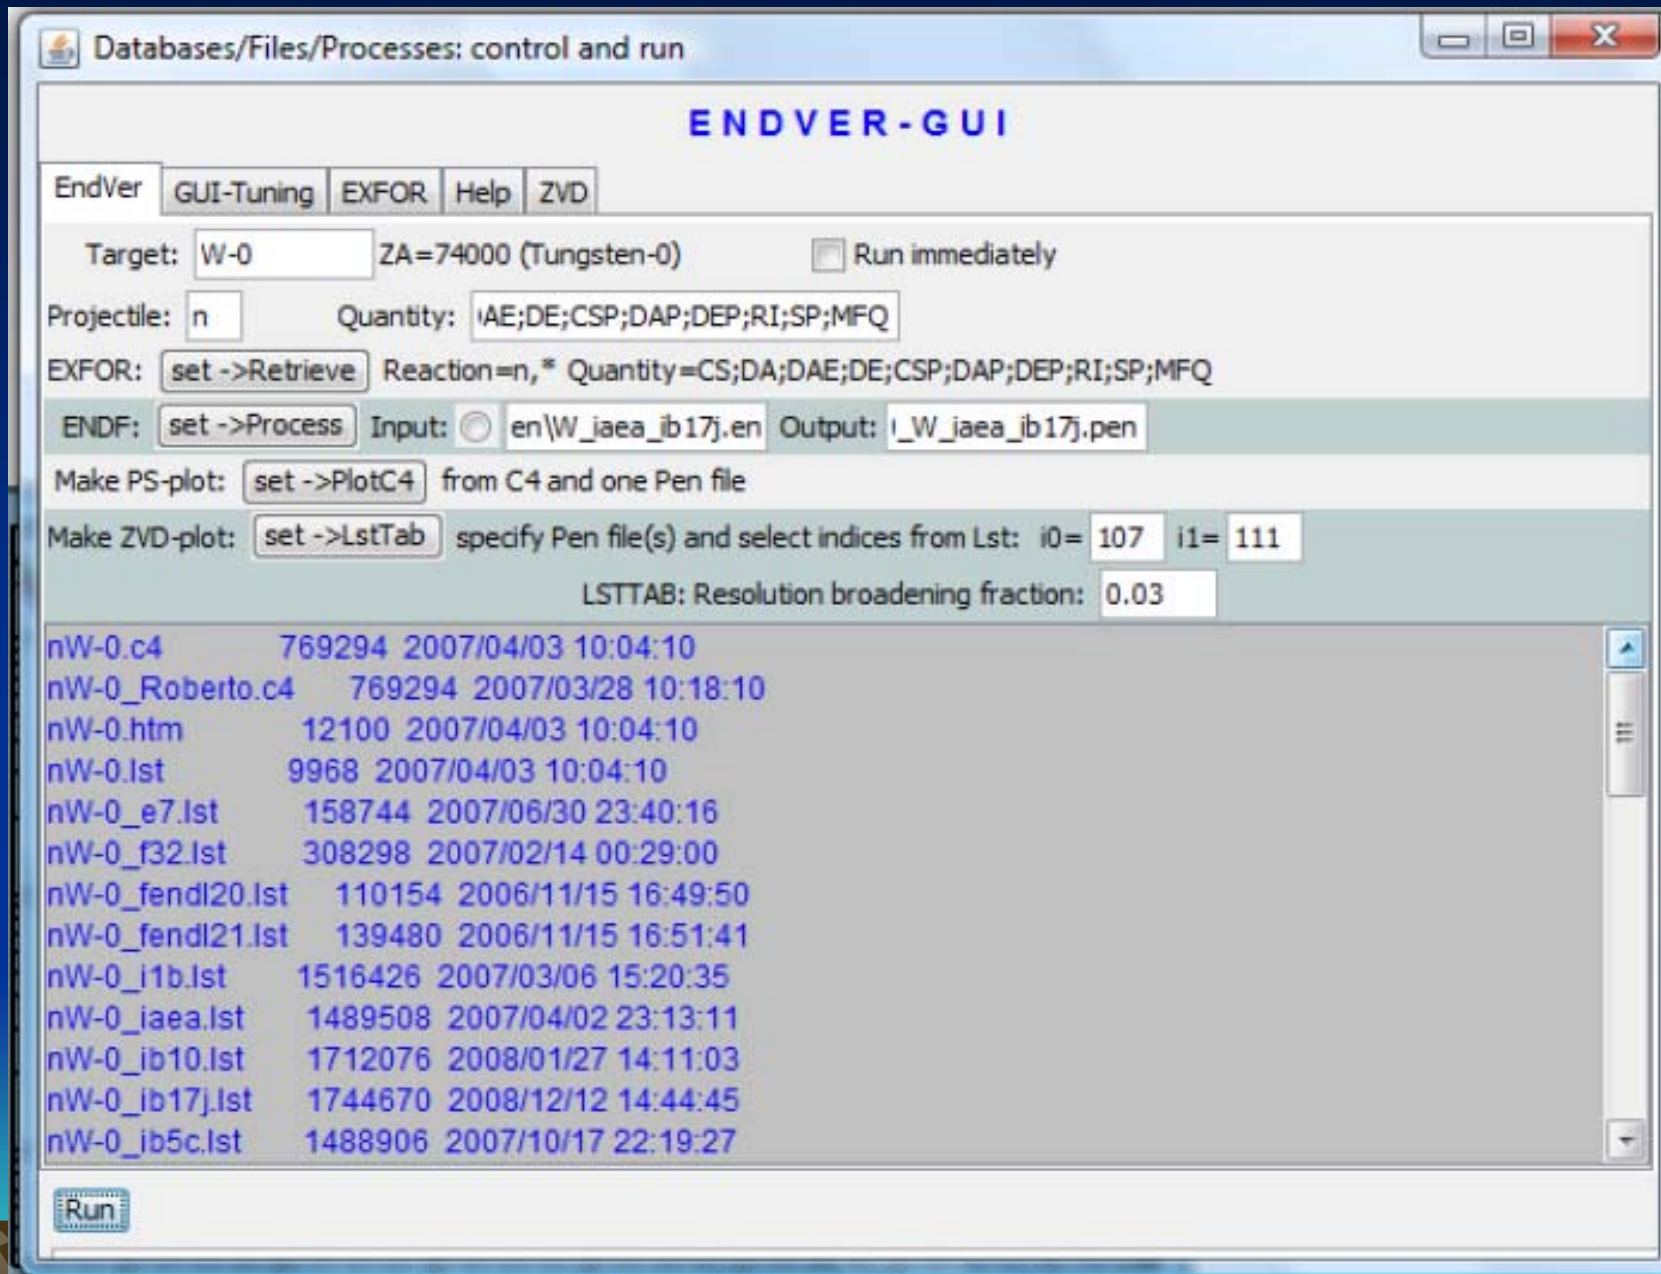 Databases/Files/Processes: control and run
ENDVER-GUI
EndVer GUI-Tuning EXFOR Help ZVD
Target: W-0 ZA=74000 (Tungsten-0) Run immediately
Projectile: n Quantity: AE;DE;CSP;DAP;DEP;RI;SP;MFQ
EXFOR: set ->Retrieve Reaction=n,* Quantity=CS;DA;DAE;DE;CSP;DAP;DEP;RI;SP;MFQ
ENDF: set ->Process Input: en\W_iaea_ib17j.en Output: _W_iaea_ib17j.pen
Make PS-plot: set ->PlotC4 from C4 and one Pen file
Make ZVD-plot: set ->LstTab specify Pen file(s) and select indices from Lst: i0= 107 i1= 111
LSTTAB: Resolution broadening fraction: 0.03
nW-0.c4 769294 2007/04/03 10:04:10
nW-0_Roberto.c4 769294 2007/03/28 10:18:10
nW-0.htm 12100 2007/04/03 10:04:10
nW-0.lst 9968 2007/04/03 10:04:10
nW-0_e7.lst 158744 2007/06/30 23:40:16
nW-0_f32.lst 308298 2007/02/14 00:29:00
nW-0_fendl20.lst 110154 2006/11/15 16:49:50
nW-0_fendl21.lst 139480 2006/11/15 16:51:41
nW-0_i1b.lst 1516426 2007/03/06 15:20:35
nW-0_iaea.lst 1489508 2007/04/02 23:13:11
nW-0_ib10.lst 1712076 2008/01/27 14:11:03
nW-0_ib17j.lst 1744670 2008/12/12 14:44:45
nW-0_ib5c.lst 1488906 2007/10/17 22:19:27
Run